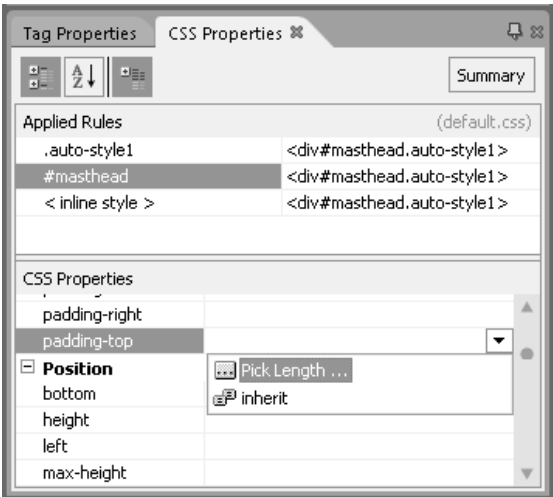 Tag Properties CSS Properties
Summary
Applied Rules (default.css)
.auto-style1 <div#masthead.auto-style1>
#masthead <div#masthead.auto-style1>
< inline style > <div#masthead.auto-style1>
CSS Properties
padding-right
padding-top
Position Pick Length ...
bottom inherit
height
left
max-height